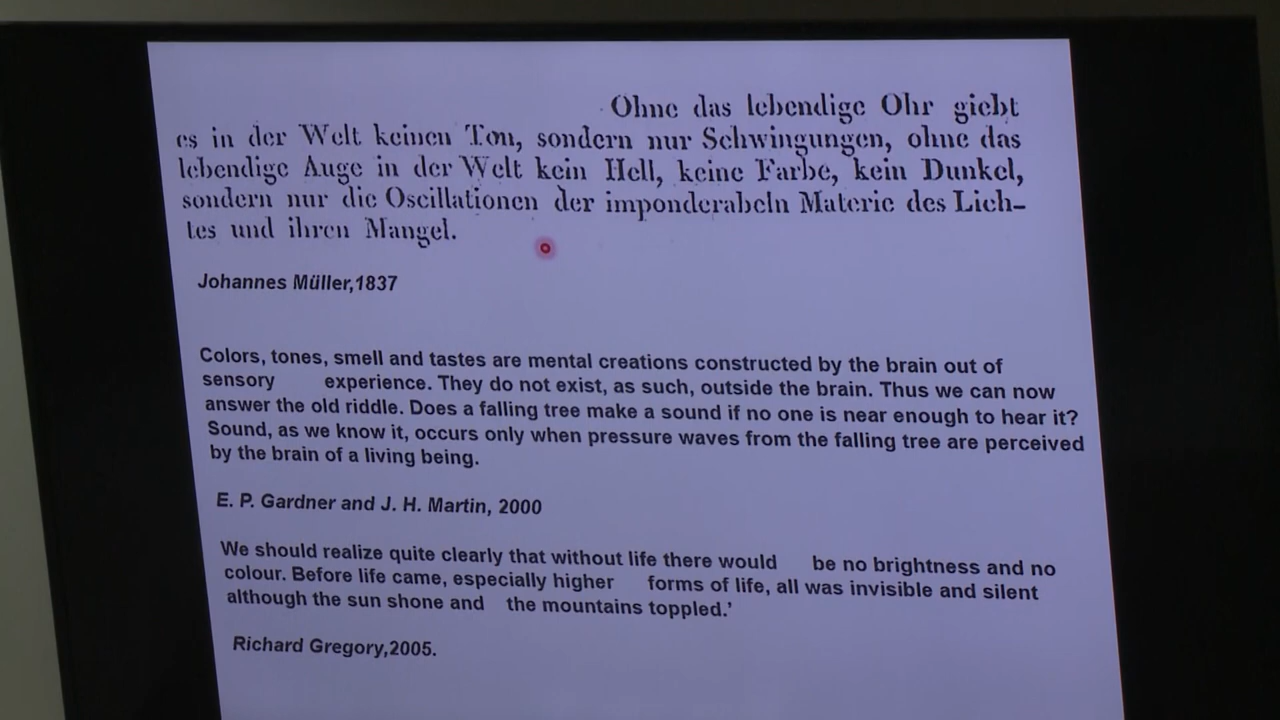 Ohne das lebendige Ohr giebt
es in der Welt keinen Ton, sondern nur Schwingungen, ohne das
lebendige Auge in der Welt kein Hell, keine Farbe, kein Dunkel,
sondern nur die Oscillationen der imponderabeln Materie des Lich-
tes und ihren Mangel.
Johannes Müller,1837
Colors, tones, smell and tastes are mental creations constructed by the brain out of
sensory experience. They do not exist, as such, outside the brain. Thus we can now
answer the old riddle. Does a falling tree make a sound if no one is near enough to hear it?
Sound, as we know it, occurs only when pressure waves from the falling tree are perceived
by the brain of a living being.
E. P. Gardner and J. H. Martin, 2000
We should realize quite clearly that without life there would be no brightness and no
colour. Before life came, especially higher forms of life, all was invisible and silent
although the sun shone and the mountains toppled.’
Richard Gregory,2005.